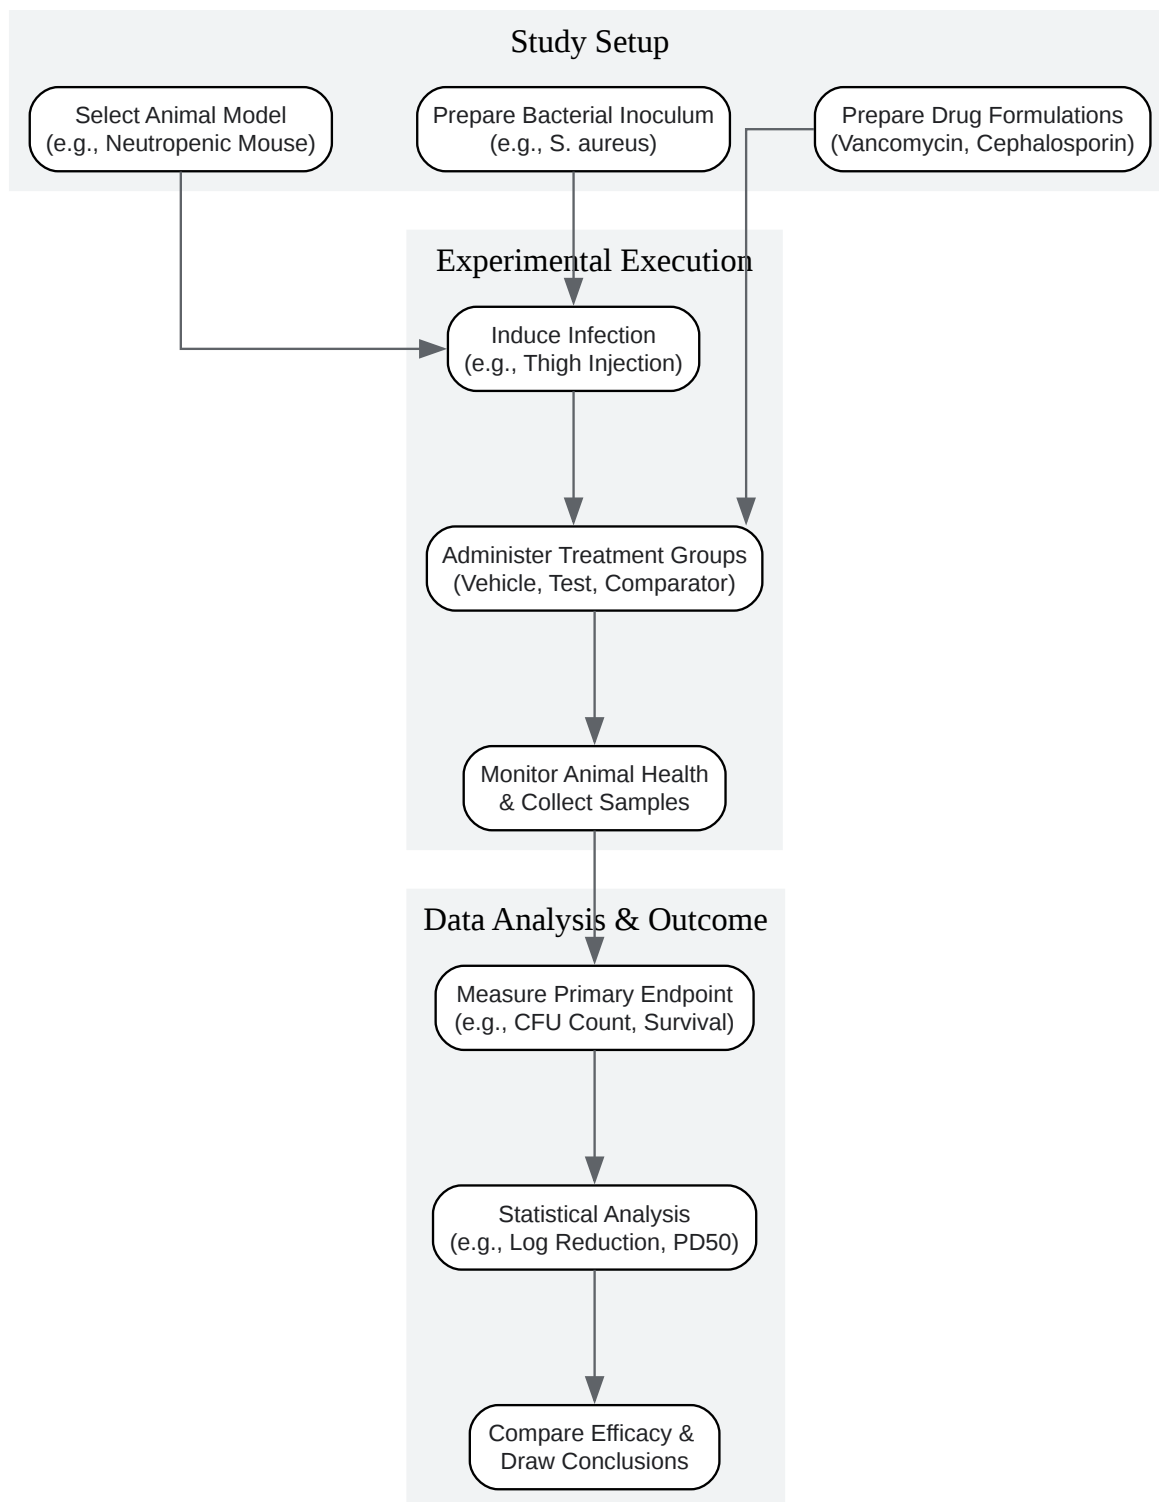 Study Setup
Select Animal Model
(e.g., Neutropenic Mouse)
Prepare Bacterial Inoculum
(e.g., S. aureus)
Prepare Drug Formulations
(Vancomycin, Cephalosporin)
Experimental Execution
Induce Infection
(e.g., Thigh Injection)
Administer Treatment Groups
(Vehicle, Test, Comparator)
Monitor Animal Health
& Collect Samples
Data Analysis & Outcome
Measure Primary Endpoint
(e.g., CFU Count, Survival)
Statistical Analysis
(e.g., Log Reduction, PD50)
Compare Efficacy &
Draw Conclusions